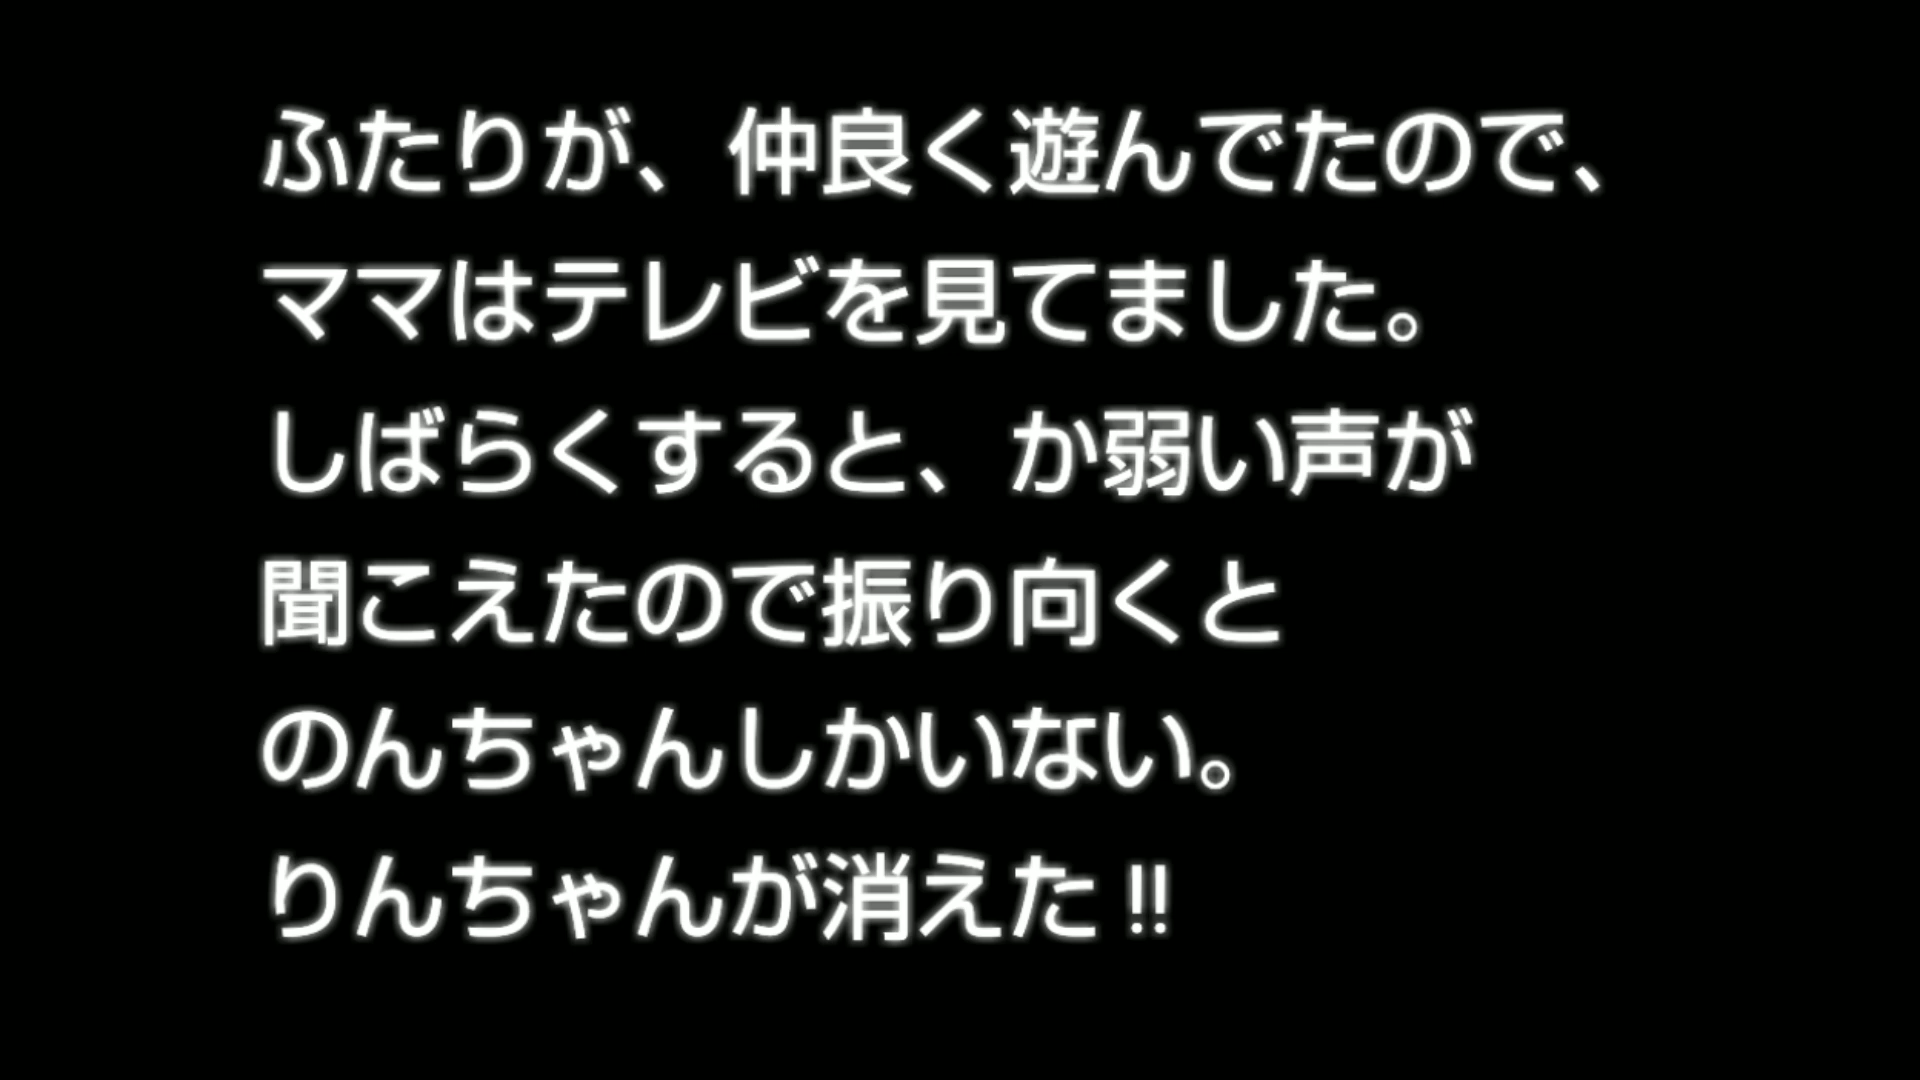 ふたりが、仲良く遊んでたので、
ママはテレビを見てました。
しばらくすると、か弱い声が
聞こえたので振り向くと
のんちゃんしかいない。
りんちゃんが消えた!!